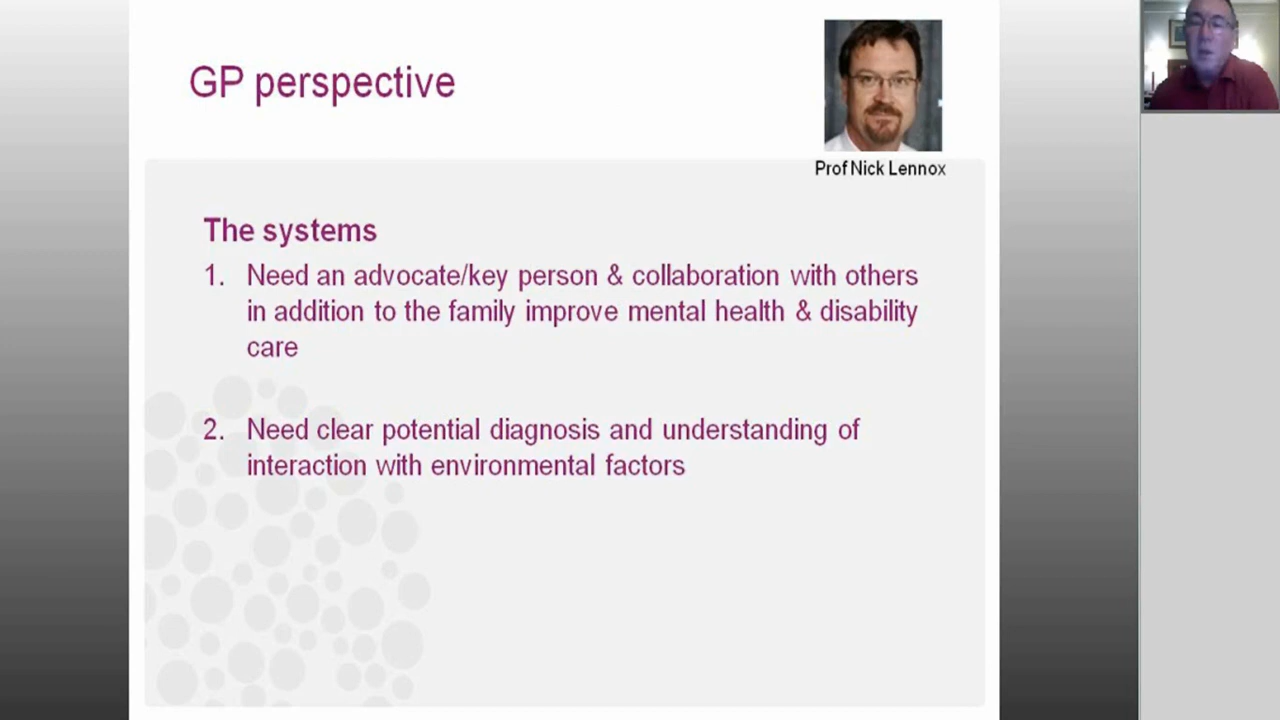 GP perspective
Prof Nick Lennox
The systems
1. Need an advocate/key person & collaboration with others
in addition to the family improve mental health & disability
care
2. Need clear potential diagnosis and understanding of
interaction with environmental factors